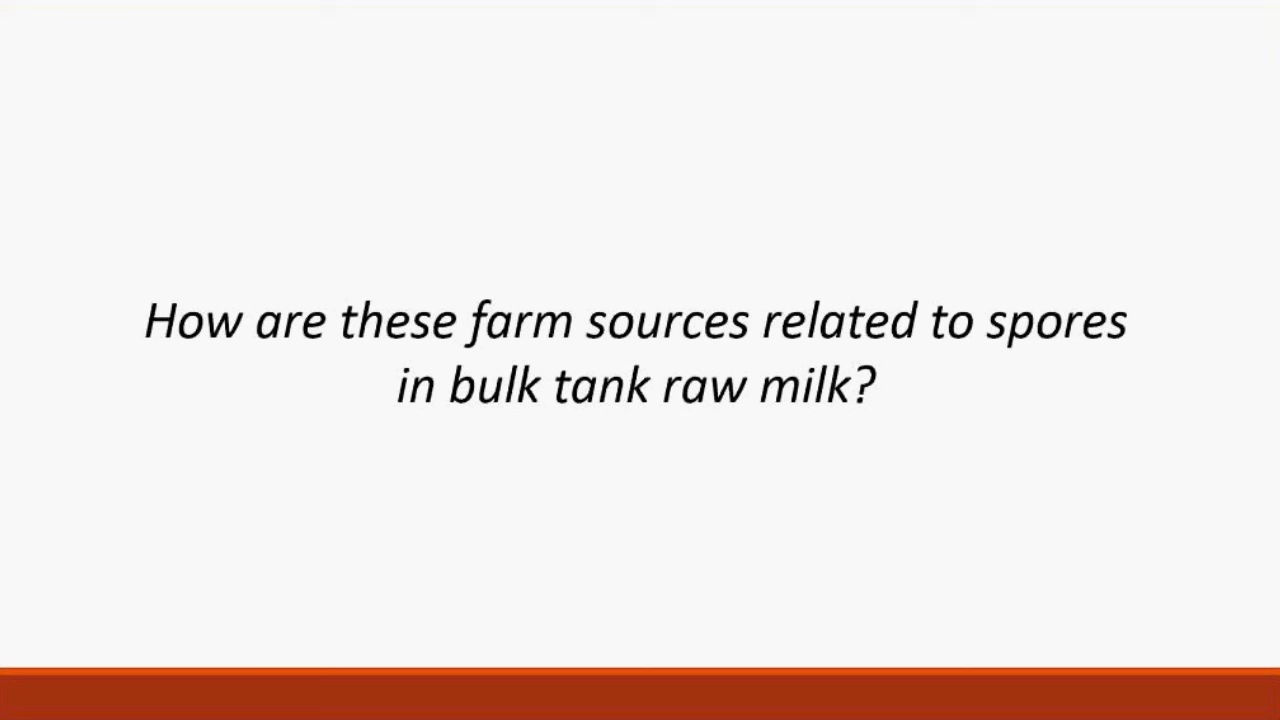 How are these farm sources related to spores
in bulk tank raw milk?